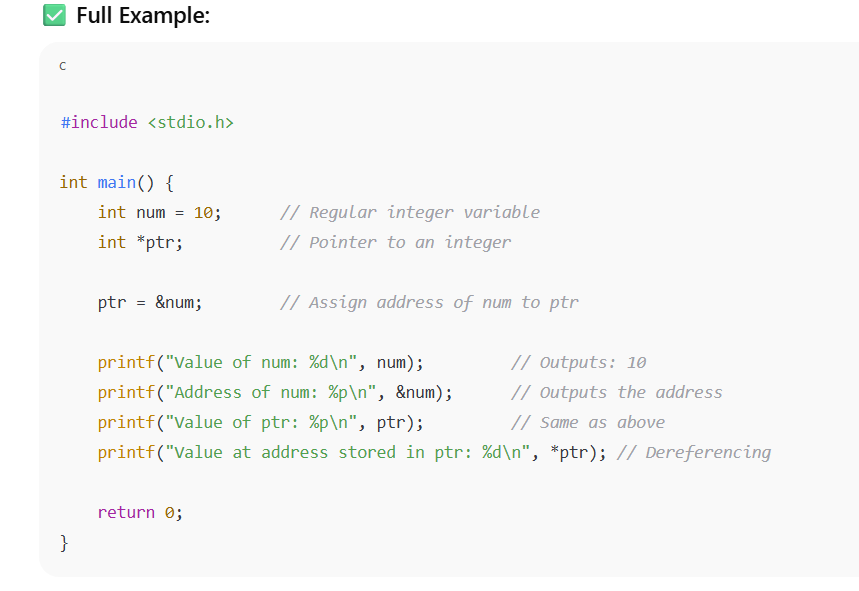 ✅ Full Example:
c
#include <stdio.h>
int main() {
    int num = 10;      // Regular integer variable
    int *ptr;          // Pointer to an integer
    ptr = &num;        // Assign address of num to ptr
    printf("Value of num: %d\n", num);         // Outputs: 10
    printf("Address of num: %p\n", &num);      // Outputs the address
    printf("Value of ptr: %p\n", ptr);         // Same as above
    printf("Value at address stored in ptr: %d\n", *ptr); // Dereferencing
    return 0;
}